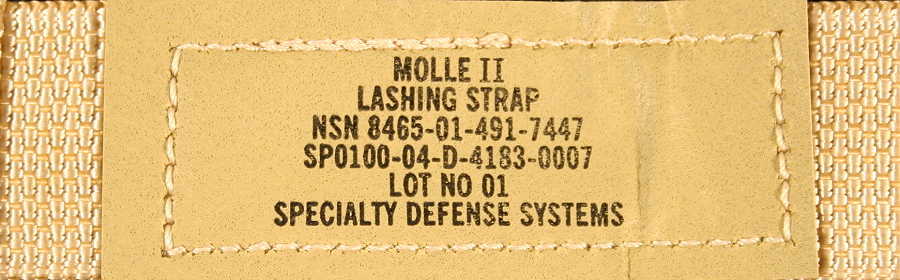 MOLLE II
LASHING STRAP
NSN 8465-01-491-7447
SP0100-04-D-4183-0007
LOT NO 01
SPECIALTY DEFENSE SYSTEMS